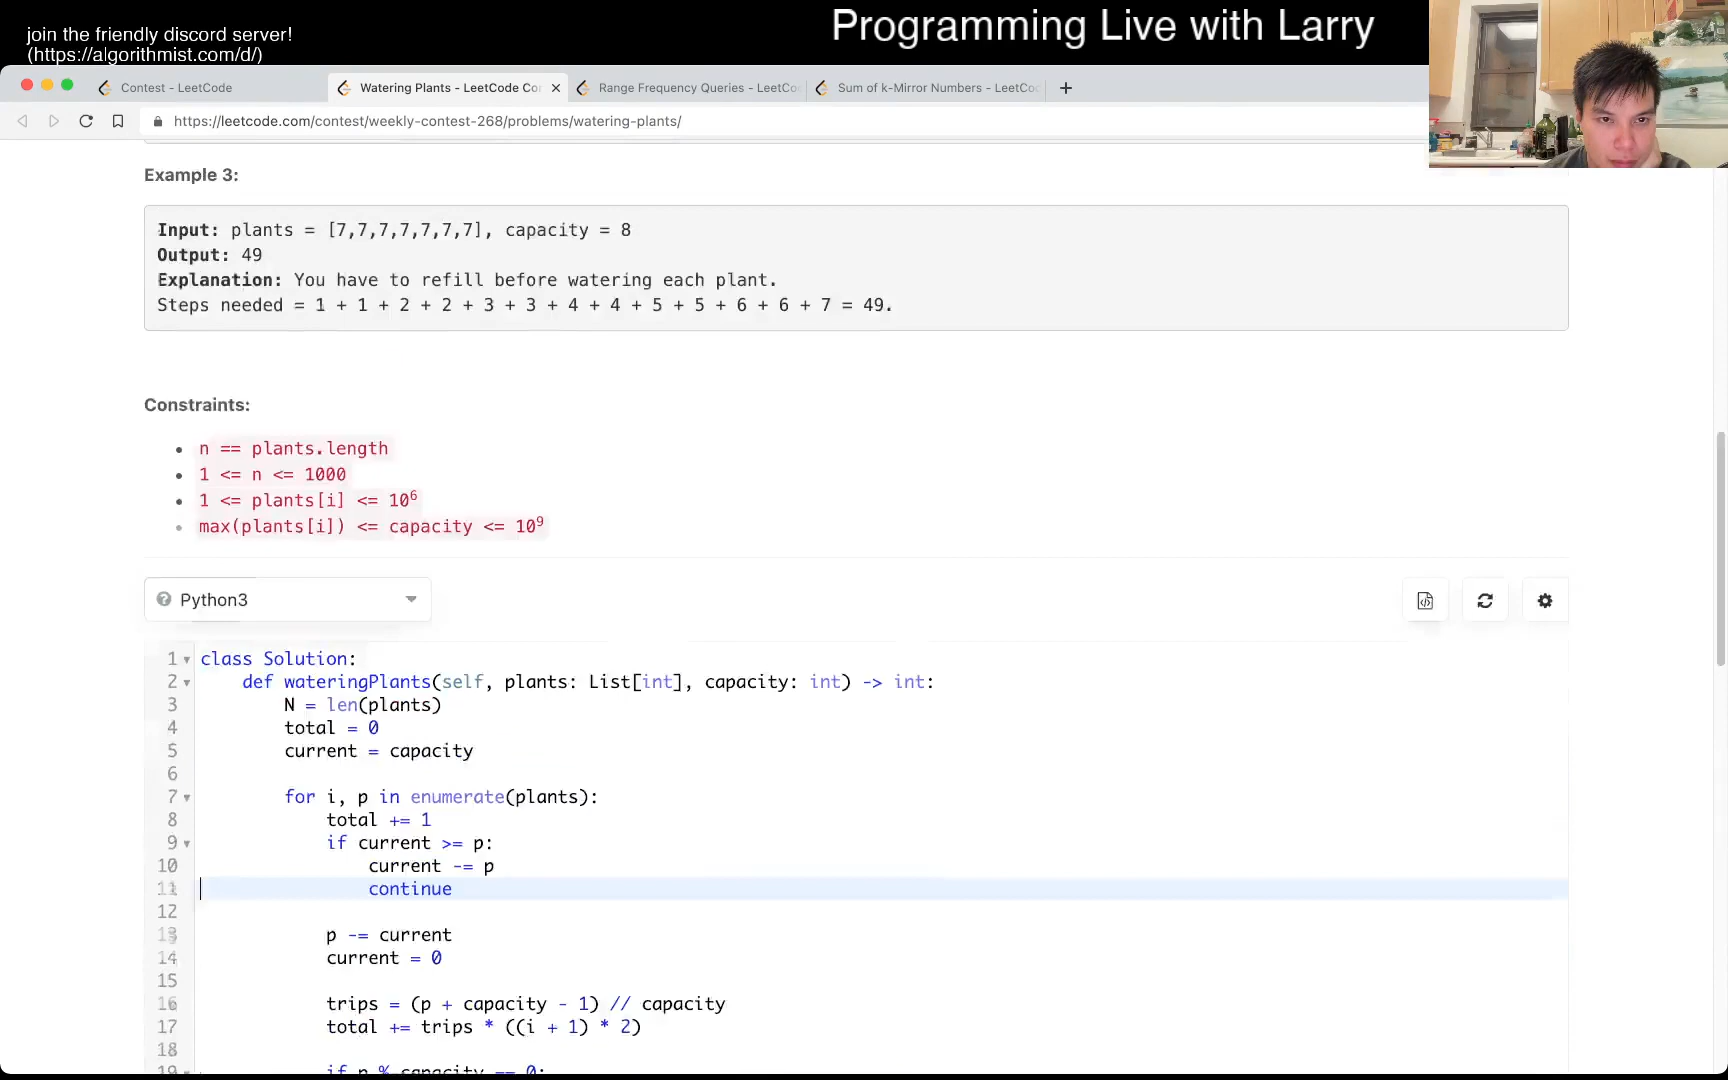 join the friendly discord server!
(https://algorithmist.com/d/)
Programming Live with Larry
Contest - LeetCode
Watering Plants - LeetCode Co
Range Frequency Queries - LeetCo
Sum of k-Mirror Numbers - LeetCo
https://leetcode.com/contest/weekly-contest-268/problems/watering-plants/
Example 3:
Input: plants = [7,7,7,7,7,7,7], capacity = 8
Output: 49
Explanation: You have to refill before watering each plant.
Steps needed = 1 + 1 + 2 + 2 + 3 + 3 + 4 + 4 + 5 + 5 + 6 + 6 + 7 = 49.
Constraints:
n == plants.length
1 <= n <= 1000
1 <= plants[i] <= 10⁶
max(plants[i]) <= capacity <= 10⁹
Python3
1 class Solution:
2 def wateringPlants(self, plants: List[int], capacity: int) -> int:
3 N = len(plants)
4 total = 0
5 current = capacity
6
7 for i, p in enumerate(plants):
8 total += 1
9 if current >= p:
10 current -= p
11 continue
12
13 p -= current
14 current = 0
15
16 trips = (p + capacity - 1) // capacity
17 total += trips * ((i + 1) * 2)
18
19 if p % capacity == 0: